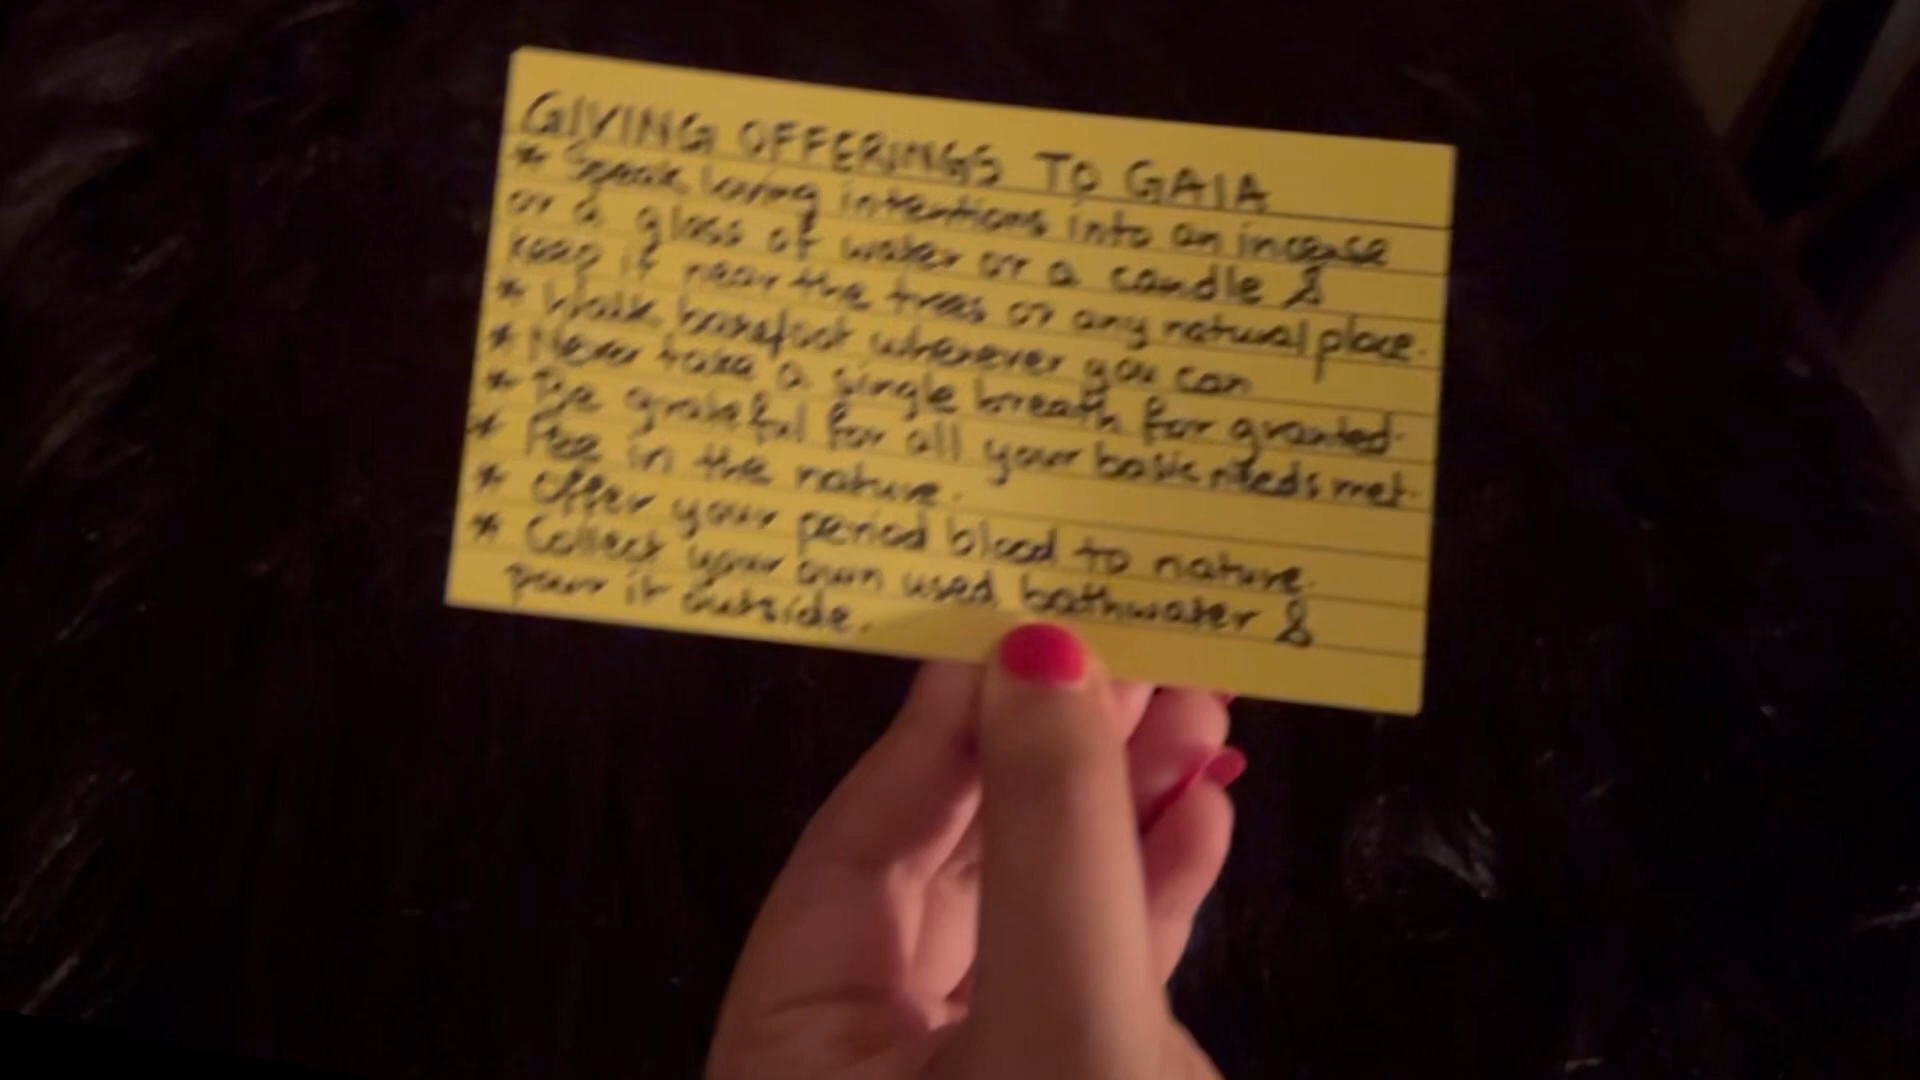 GIVING OFFERINGS TO GAIA
* Speak loving intentions into an incense
or a glass of water or a candle &
keep it near the trees or any natural place.
* Walk barefoot wherever you can
* Never take a single breath for granted.
* Be grateful for all your basic needs met.
* Pee in the nature.
* Offer your period blood to nature.
* Collect your own used bathwater &
pour it outside.